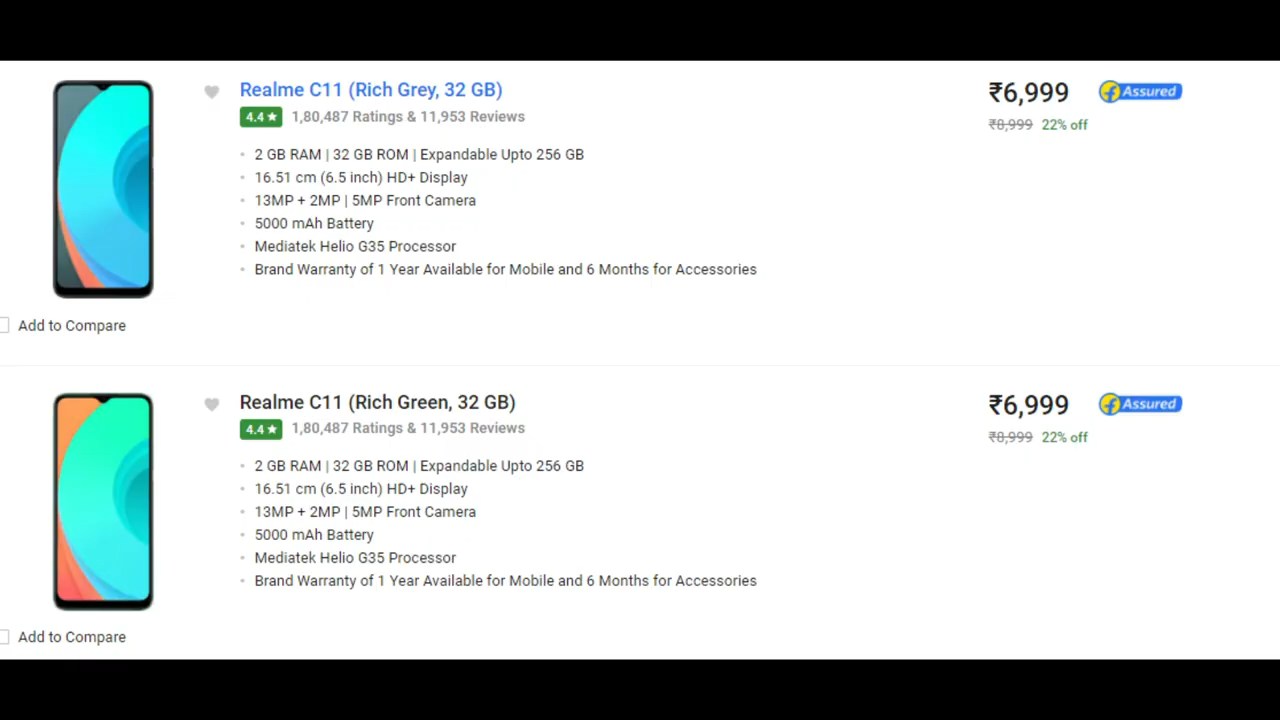 Realme C11 (Rich Grey, 32 GB)
₹6,999
Assured
4.4★ 1,80,487 Ratings & 11,953 Reviews
₹8,999 22% off
2 GB RAM | 32 GB ROM | Expandable Upto 256 GB
16.51 cm (6.5 inch) HD+ Display
13MP + 2MP | 5MP Front Camera
5000 mAh Battery
Mediatek Helio G35 Processor
Brand Warranty of 1 Year Available for Mobile and 6 Months for Accessories
Add to Compare
Realme C11 (Rich Green, 32 GB)
₹6,999
Assured
4.4★ 1,80,487 Ratings & 11,953 Reviews
₹8,999 22% off
2 GB RAM | 32 GB ROM | Expandable Upto 256 GB
16.51 cm (6.5 inch) HD+ Display
13MP + 2MP | 5MP Front Camera
5000 mAh Battery
Mediatek Helio G35 Processor
Brand Warranty of 1 Year Available for Mobile and 6 Months for Accessories
Add to Compare